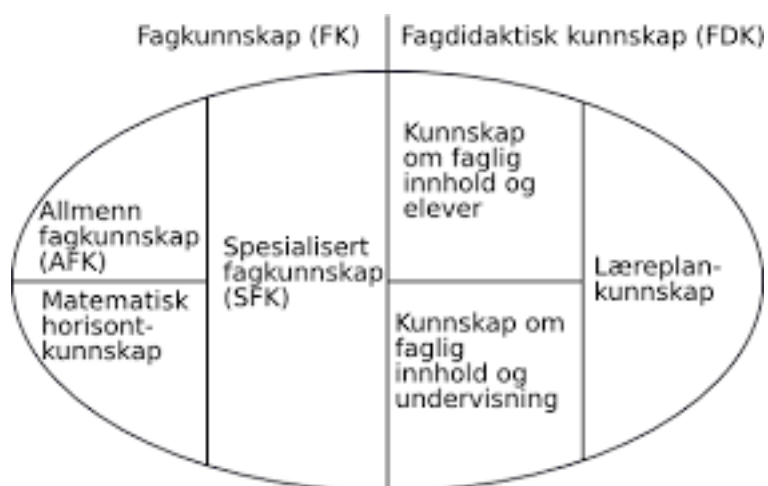 Fagkunnskap (FK)
Fagdidaktisk kunnskap (FDK)
Allmenn
fagkunnskap
(AFK)
Matematisk
horisont-
kunnskap
Spesialisert
fagkunnskap
(SFK)
Kunnskap
om faglig
innhold og
elever
Kunnskap om
faglig
innhold og
undervisning
Læreplan-
kunnskap